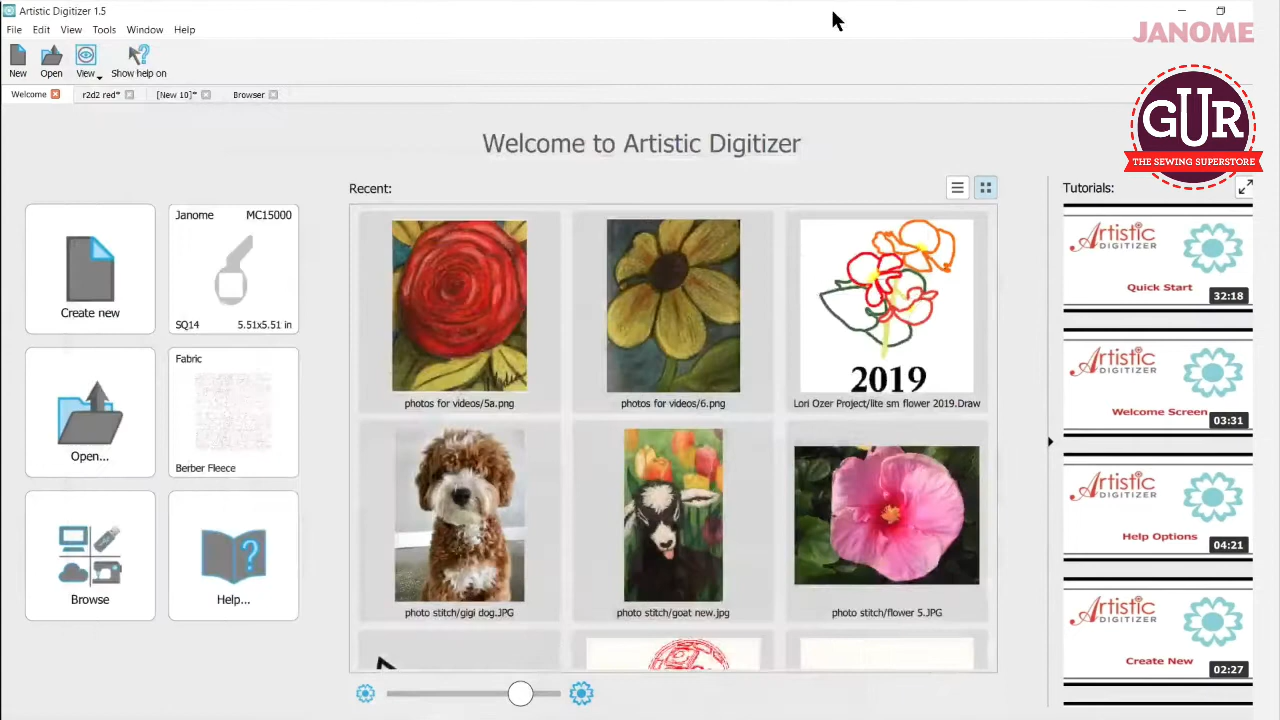 Artistic Digitizer 1.5
File Edit View Tools Window Help
JANOME
New Open View Show help on
Welcome r2d2 red* [New 10]* Browser
GUR
THE SEWING SUPERSTORE
Welcome to Artistic Digitizer
Recent:
Tutorials:
Janome MC15000
SQ14 5.51x5.51 in
Create new
Fabric
Berber Fleece
Open...
Browse
Help...
photos for videos/5a.png
photos for videos/6.png
2019
Lori Ozer Project/lite sm flower 2019.Draw
photo stitch/gigi dog.JPG
photo stitch/goat new.jpg
photo stitch/flower 5.JPG
Artistic
DIGITIZER
Quick Start
32:18
Artistic
DIGITIZER
Welcome Screen
03:31
Artistic
DIGITIZER
Help Options
04:21
Artistic
DIGITIZER
Create New
02:27